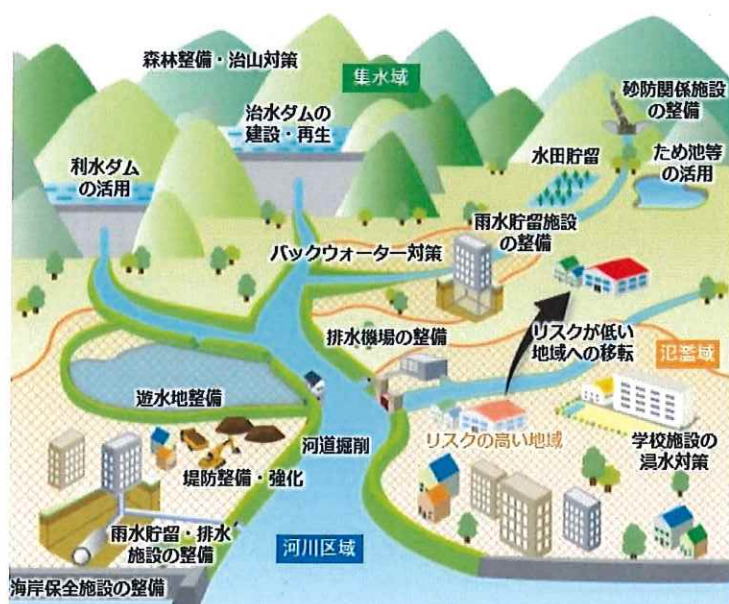 森林整備・治山対策
集水域
砂防関係施設
の整備
治水ダムの
建設・再生
水田貯留
ため池等
の活用
利水ダム
の活用
雨水貯留施設
の整備
バックウォーター対策
排水機場の整備
リスクが低い
地域への移転
氾濫域
遊水地整備
リスクの高い地域
河道掘削
学校施設の
浸水対策
堤防整備・強化
雨水貯留・排水
施設の整備
河川区域
海岸保全施設の整備